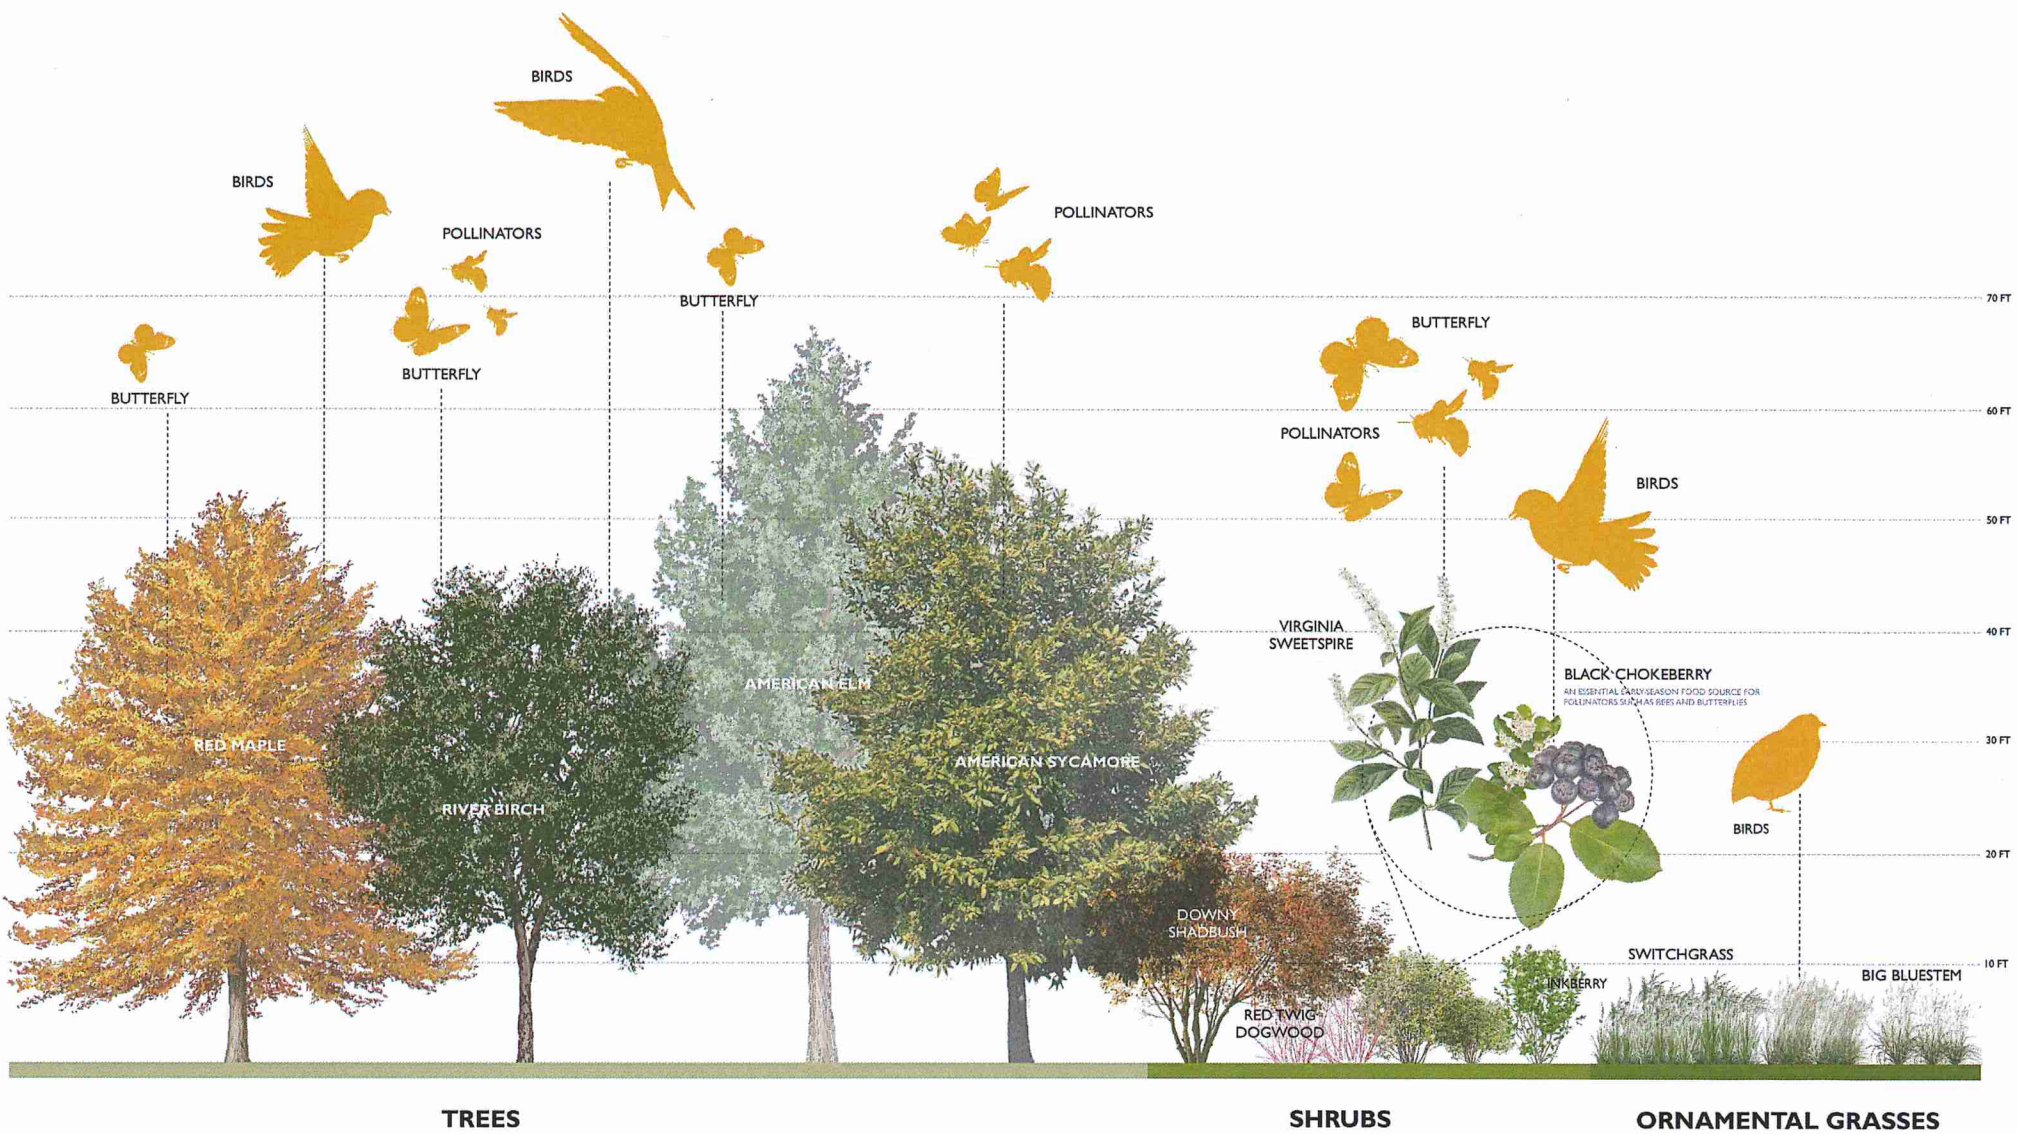 BIRDS
BIRDS
POLLINATORS
POLLINATORS
BUTTERFLY
70 FT
BUTTERFLY
BUTTERFLY
BUTTERFLY
60 FT
POLLINATORS
BIRDS
50 FT
VIRGINIA
SWEETSPIRE
40 FT
BLACK CHOKEBERRY
AN ESSENTIAL EARLY-SEASON FOOD SOURCE FOR
POLLINATORS SUCH AS BEES AND BUTTERFLIES
AMERICAN ELM
RED MAPLE
30 FT
AMERICAN SYCAMORE
RIVER BIRCH
BIRDS
20 FT
DOWNY
SHADBUSH
SWITCHGRASS
10 FT
BIG BLUESTEM
INKBERRY
RED TWIG
DOGWOOD
TREES
SHRUBS
ORNAMENTAL GRASSES